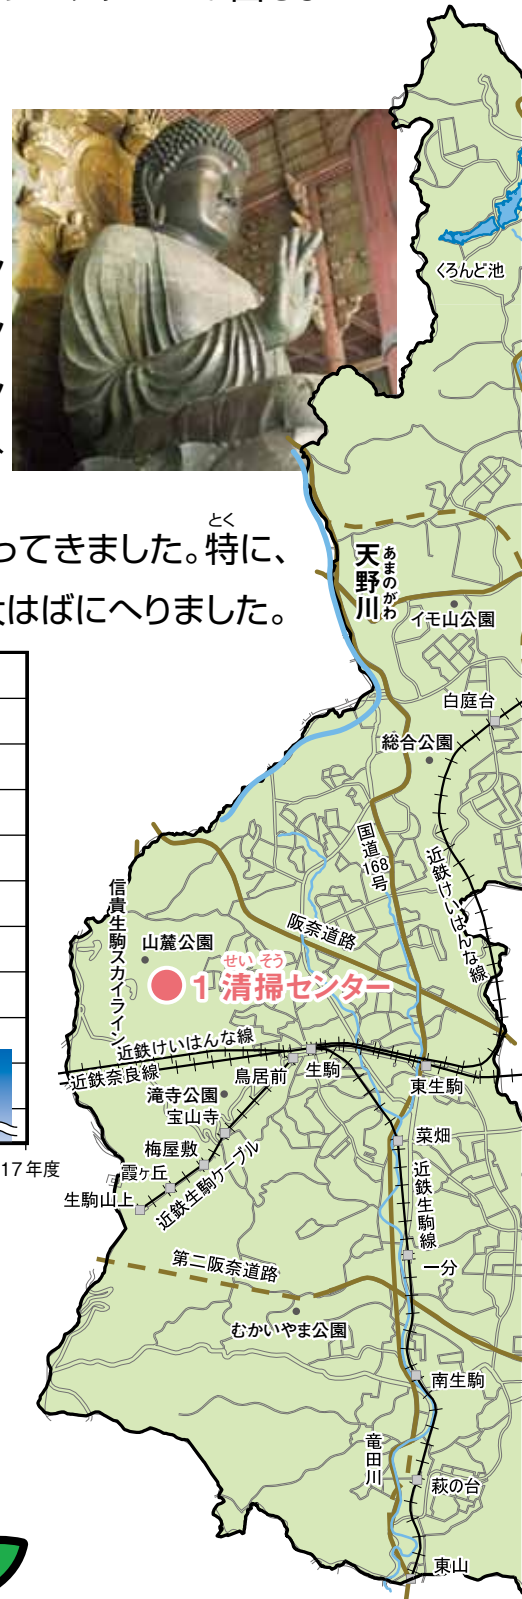 とく
ってきました。特に、
はばにへりました。
17年度
くろんど池
あまのがわ
天野川
イモ山公園
白庭台
総合公園
国道168号
近鉄けいはんな線
信貴生駒スカイライン
山麓公園
阪奈道路
せい そう
1 清掃センター
近鉄けいはんな線
近鉄奈良線
鳥居前
生駒
東生駒
滝寺公園
宝山寺
菜畑
梅屋敷
霞ヶ丘
生駒山上
近鉄生駒ケーブル
近鉄生駒線
一分
第二阪奈道路
むかいやま公園
南生駒
竜田川
萩の台
東山